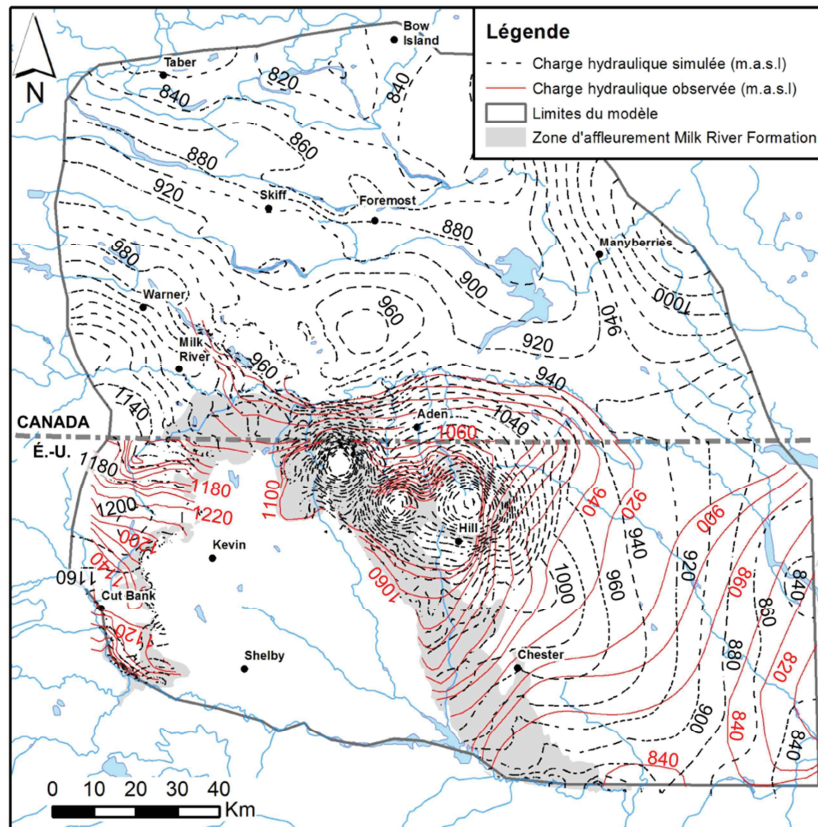 Bow
Island
Taber
820
840
840
N
Légende
Charge hydraulique simulée (m.a.s.l)
Charge hydraulique observée (m.a.s.l)
Limites du modèle
Zone d'affleurement Milk River Formation
880
860
920
Skiff
Foremost
880
Manyberries
980
900
1000
Warner
960
940
920
Milk
River
960
940
1140
Aden
1040
CANADA
1060
É.-U.
1180
1180
1100
940
920
900
1200
1220
Hill
940
1200
Kevin
920
860
1140
1160
1060
960
840
Cut Bank
1000
860
1120
880
820
Shelby
Chester
900
840
840
840
0 10 20 30 40
Km